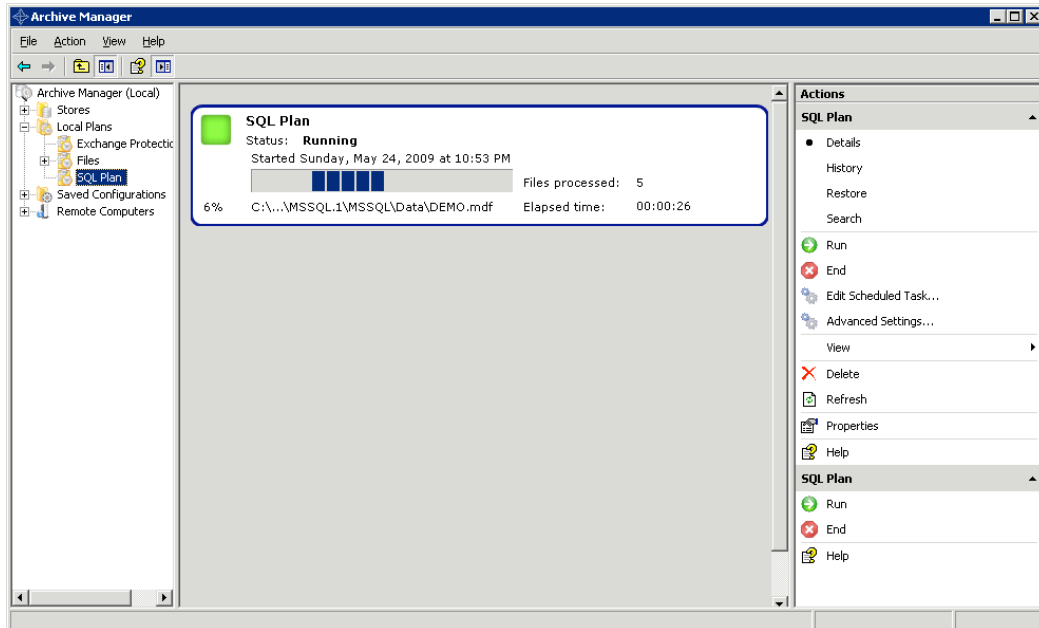 Archive Manager
File Action View Help
Archive Manager (Local)
Stores
Local Plans
Exchange Protectic
Files
SQL Plan
Saved Configurations
Remote Computers
SQL Plan
Status: Running
Started Sunday, May 24, 2009 at 10:53 PM
Files processed: 5
6% C:\...\MSSQL.1\MSSQL\Data\DEMO.mdf Elapsed time: 00:00:26
Actions
SQL Plan
Details
History
Restore
Search
Run
End
Edit Scheduled Task...
Advanced Settings...
View
Delete
Refresh
Properties
Help
SQL Plan
Run
End
Help